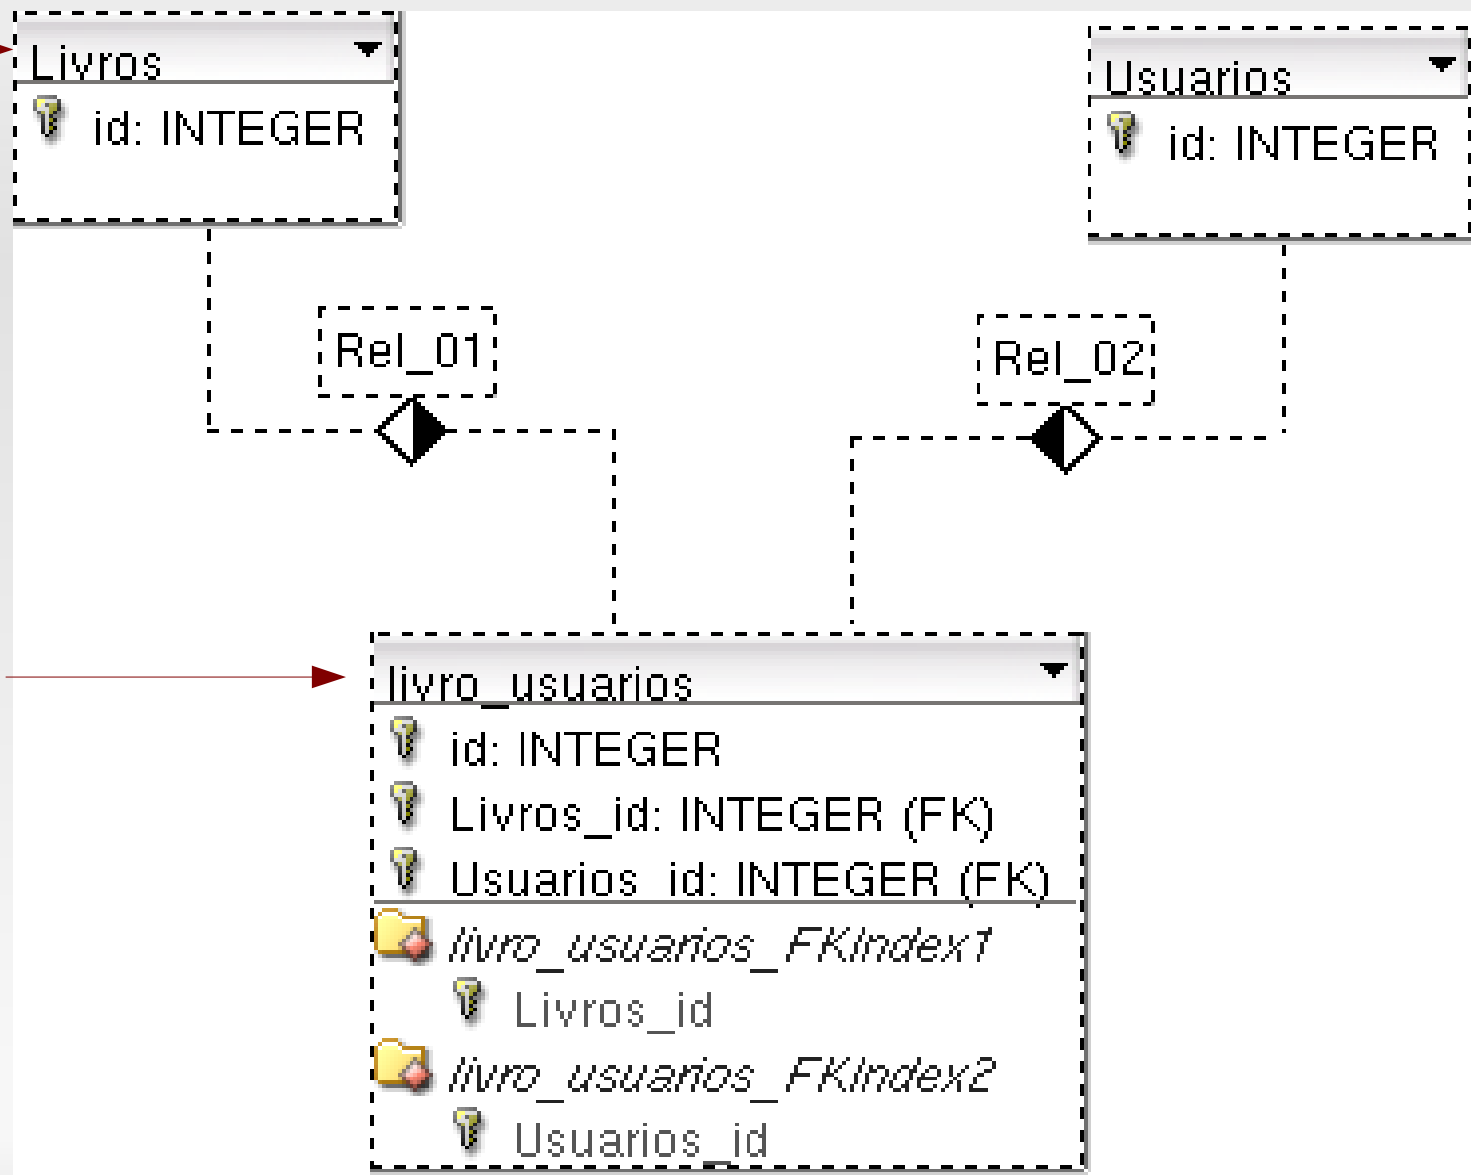 Livros
id: INTEGER
Usuarios
id: INTEGER
Rel_01
Rel_02
livro_usuarios
id: INTEGER
Livros_id: INTEGER (FK)
Usuarios_id: INTEGER (FK)
livro_usuarios_FKIndex1
Livros_id
livro_usuarios_FKIndex2
Usuarios_id